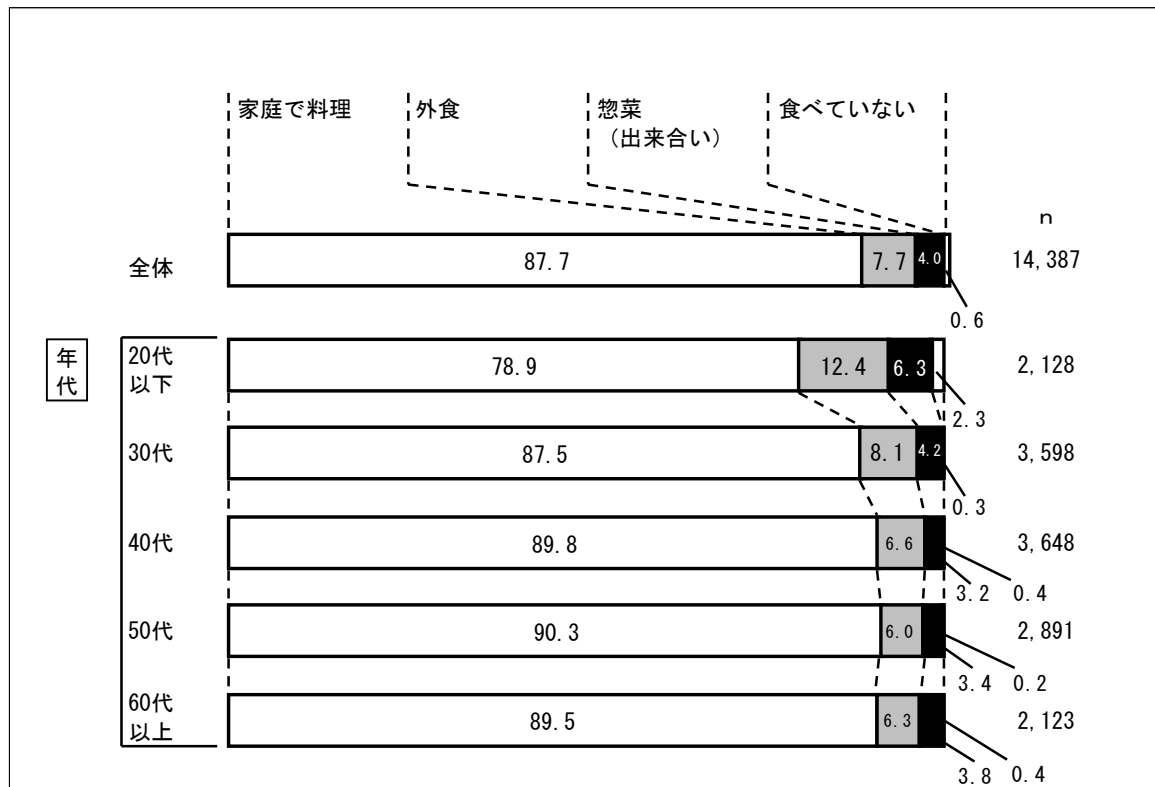 家庭で料理
外食
惣菜
（出来合い）
食べていない
n
全体
87.7
7.7
4.0
14,387
0.6
年
代
20代
以下
78.9
12.4
6.3
2,128
2.3
30代
87.5
8.1
4.2
3,598
0.3
40代
89.8
6.6
3,648
3.2
0.4
50代
90.3
6.0
2,891
3.4
0.2
60代
以上
89.5
6.3
2,123
3.8
0.4